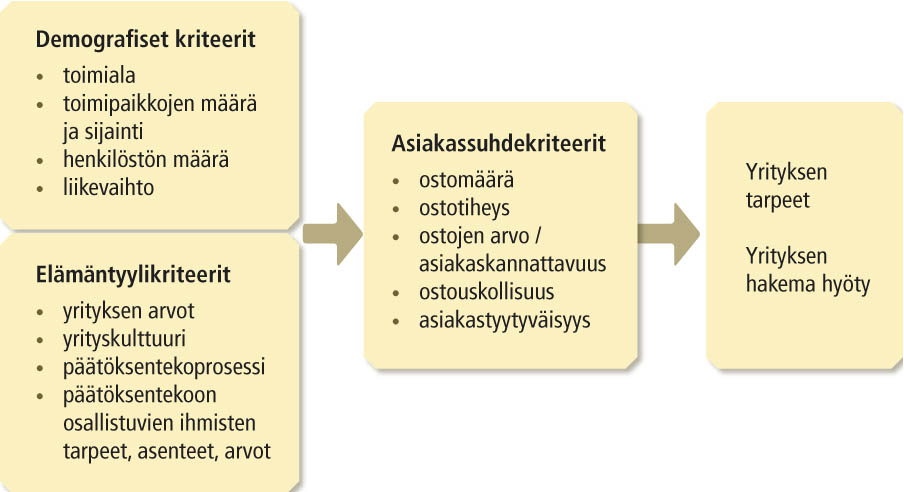 Demografiset kriteerit
• toimiala
• toimipaikkojen määrä
ja sijainti
• henkilöstön määrä
• liikevaihto
Elämäntyylikriteerit
• yrityksen arvot
• yrityskulttuuri
• päätöksentekoprosessi
• päätöksentekoon
osallistuvien ihmisten
tarpeet, asenteet, arvot
Asiakassuhdekriteerit
• ostomäärä
• ostotiheys
• ostojen arvo /
asiakaskannattavuus
• ostouskollisuus
• asiakastyytyväisyys
Yrityksen
tarpeet
Yrityksen
hakema hyöty